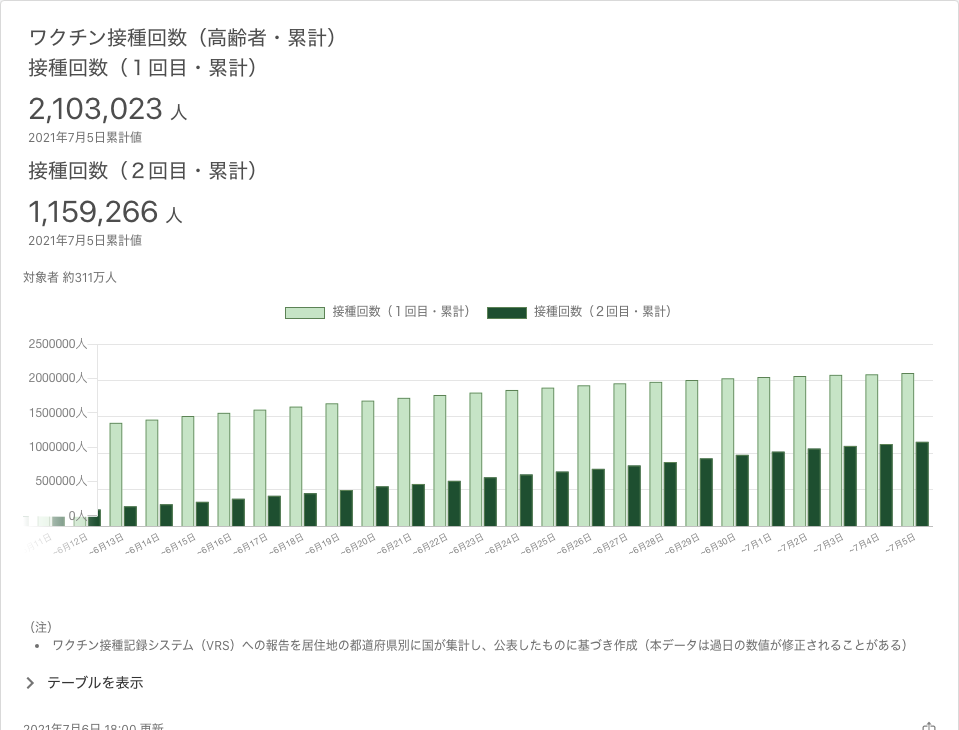 ワクチン接種回数（高齢者・累計）
接種回数（１回目・累計）
2,103,023 人
2021年7月5日累計値
接種回数（２回目・累計）
1,159,266 人
2021年7月5日累計値
対象者 約311万人
接種回数（１回目・累計） 接種回数（２回目・累計）
2500000人
2000000人
1500000人
1000000人
500000人
0人
~6月12日 ~6月13日 ~6月14日 ~6月15日 ~6月16日 ~6月17日 ~6月18日 ~6月19日 ~6月20日 ~6月21日 ~6月22日 ~6月23日 ~6月24日 ~6月25日 ~6月26日 ~6月27日 ~6月28日 ~6月29日 ~6月30日 ~7月1日 ~7月2日 ~7月3日 ~7月4日 ~7月5日
（注）
• ワクチン接種記録システム（VRS）への報告を居住地の都道府県別に国が集計し、公表したものに基づき作成（本データは過日の数値が修正されることがある）
テーブルを表示
2021年7月6日 18:00 更新